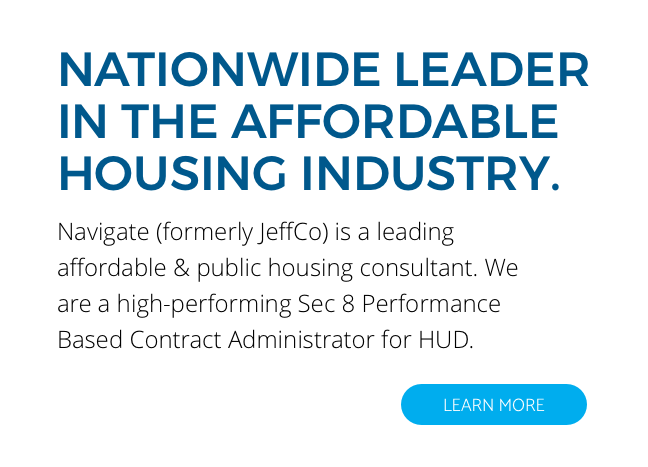 NATIONWIDE LEADER
IN THE AFFORDABLE
HOUSING INDUSTRY.
Navigate (formerly JeffCo) is a leading
affordable & public housing consultant. We
are a high-performing Sec 8 Performance
Based Contract Administrator for HUD.
LEARN MORE